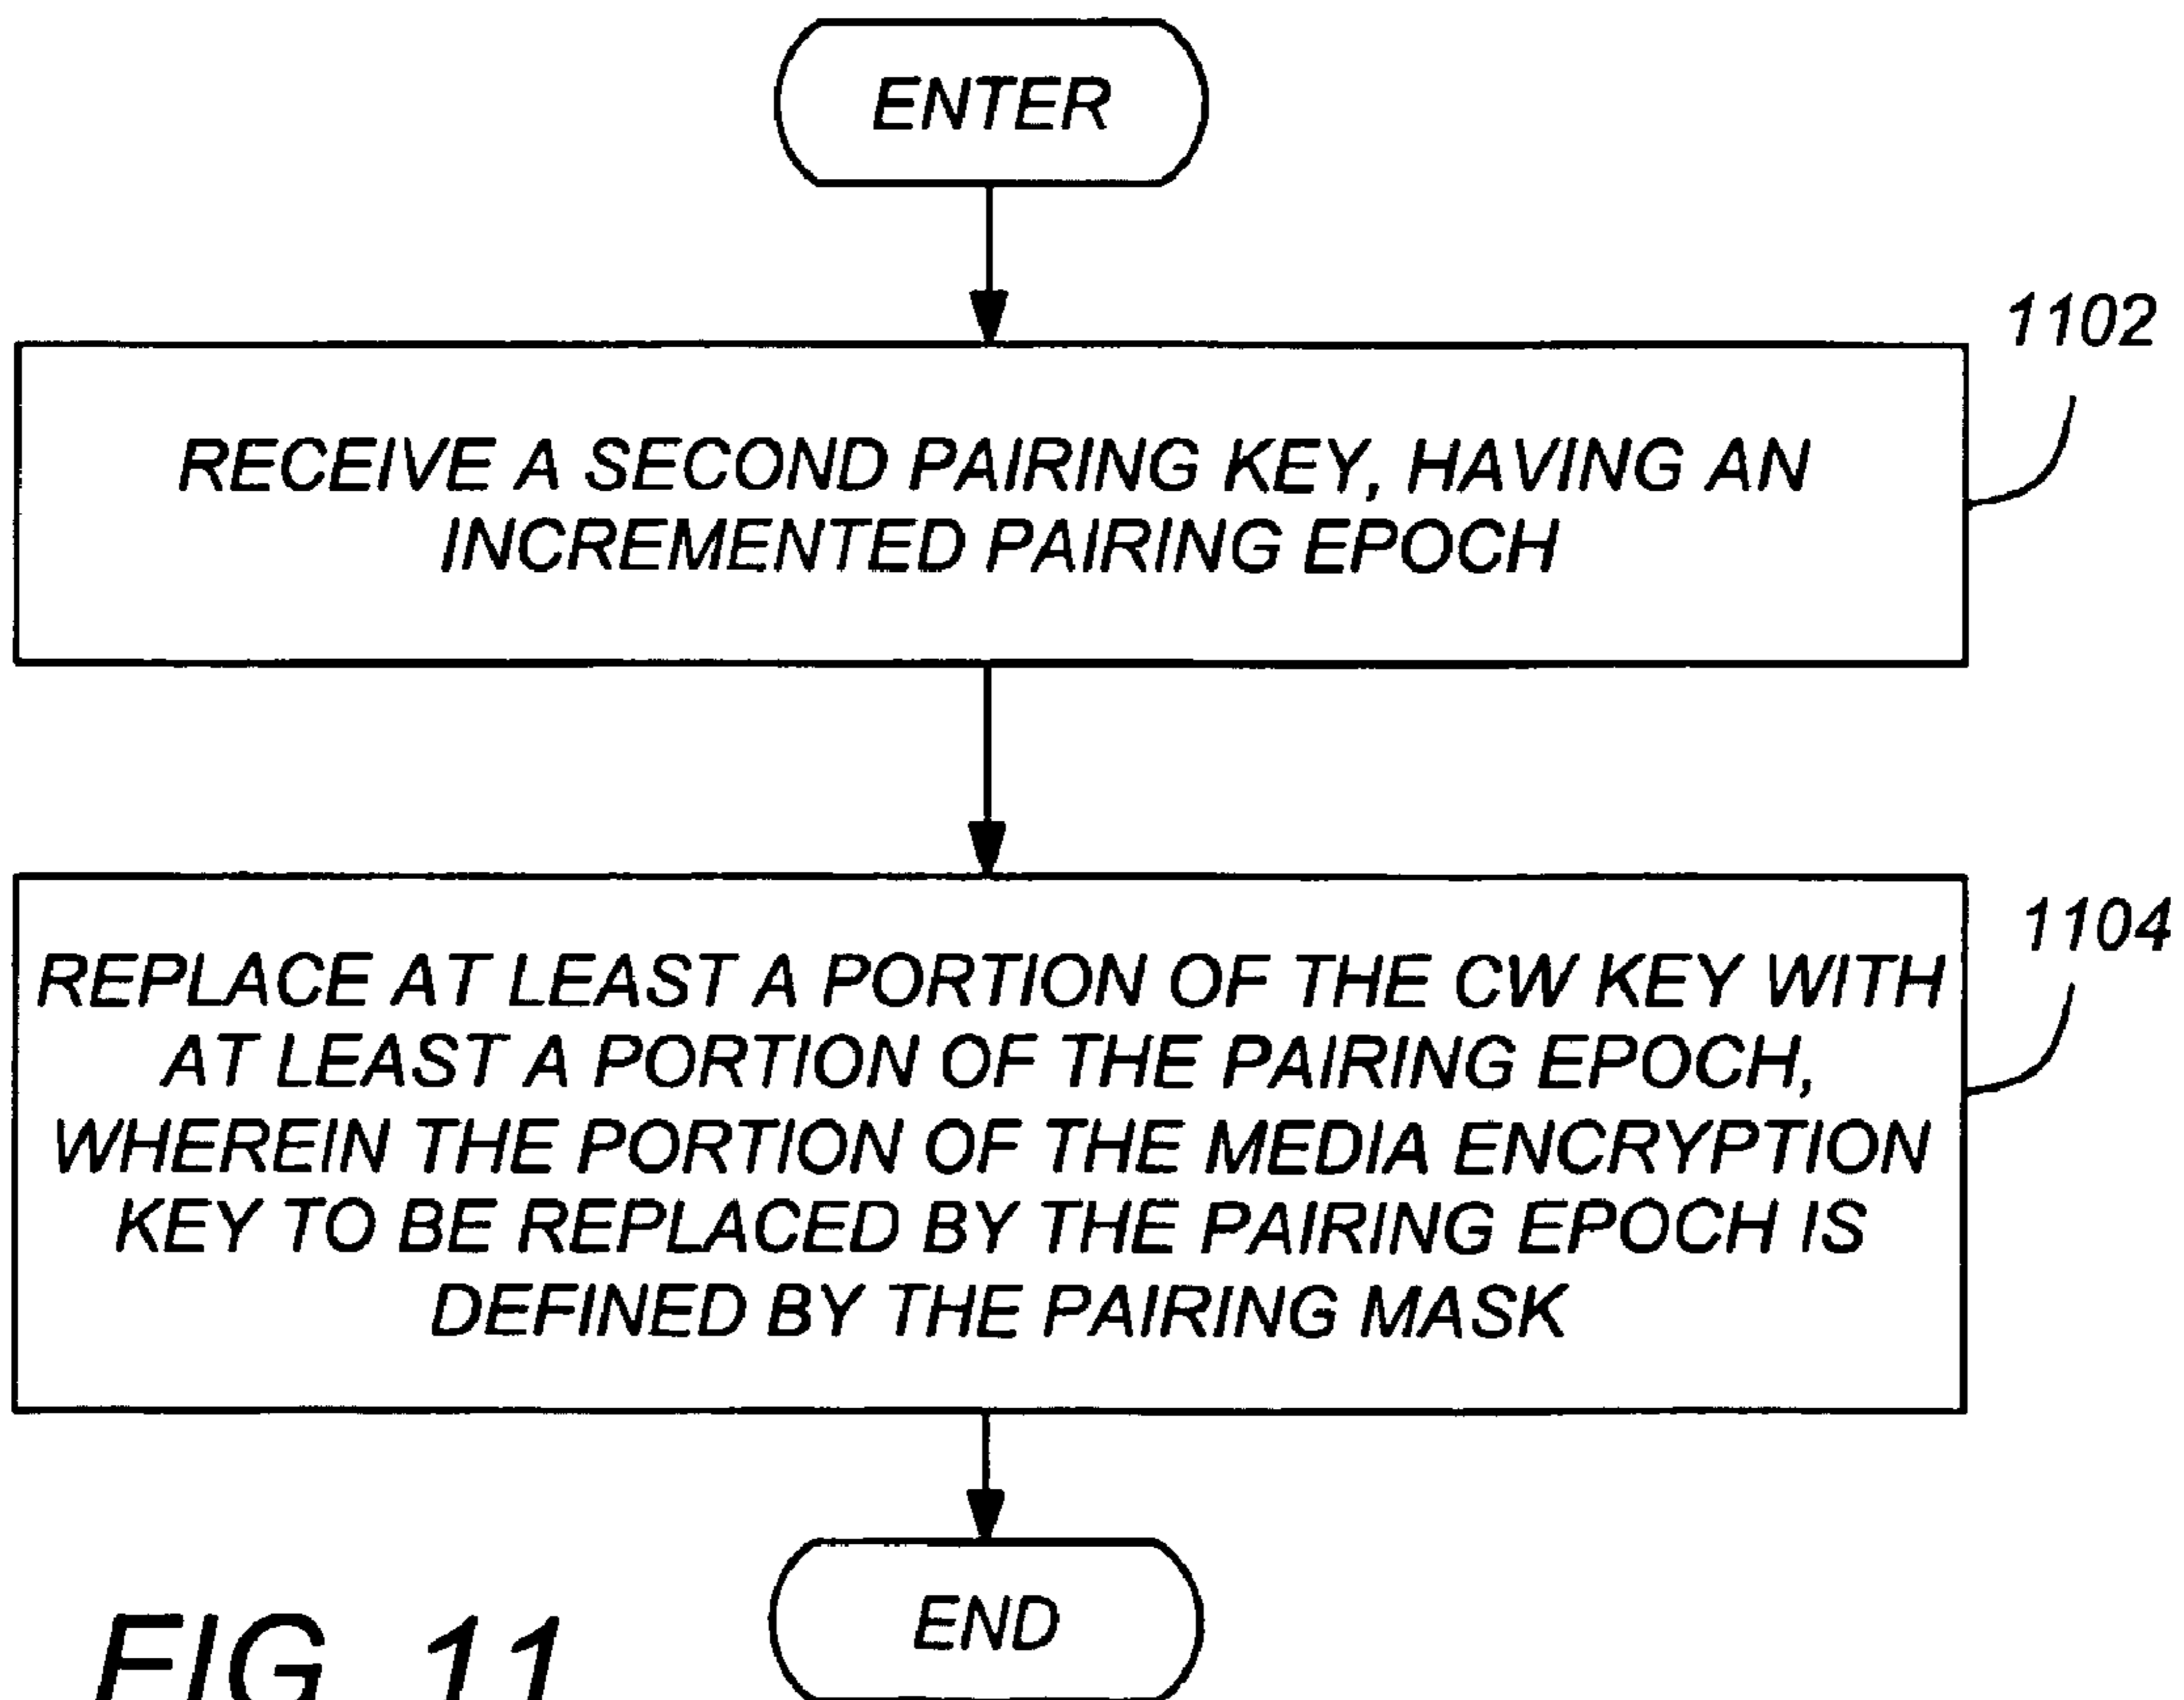 ENTER
1102
RECEIVE A SECOND PAIRING KEY, HAVING AN
INCREMENTED PAIRING EPOCH
1104
REPLACE AT LEAST A PORTION OF THE CW KEY WITH
AT LEAST A PORTION OF THE PAIRING EPOCH,
WHEREIN THE PORTION OF THE MEDIA ENCRYPTION
KEY TO BE REPLACED BY THE PAIRING EPOCH IS
DEFINED BY THE PAIRING MASK
END
FIG 11